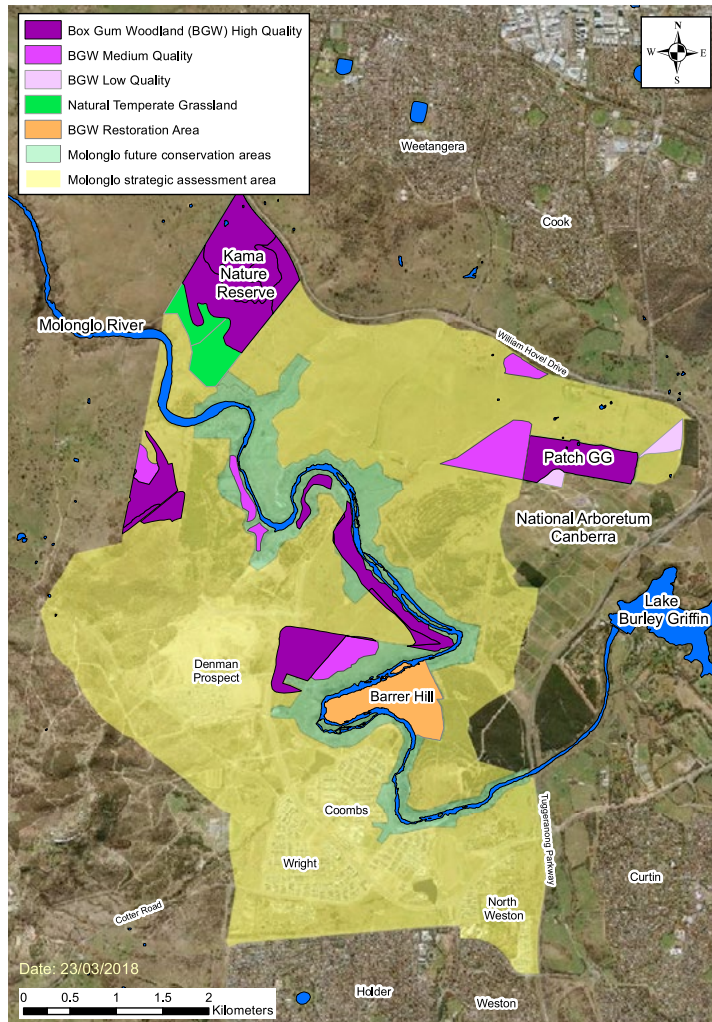 Box Gum Woodland (BGW) High Quality
BGW Medium Quality
BGW Low Quality
Natural Temperate Grassland
BGW Restoration Area
Molonglo future conservation areas
Molonglo strategic assessment area
N
W E
S
Weetangera
Cook
Kama
Nature
Reserve
Molonglo River
William Hovel Drive
Patch GG
National Arboretum
Canberra
Lake
Burley Griffin
Denman
Prospect
Barrer Hill
Coombs
Tuggeranong Parkway
Wright
Curtin
North
Weston
Cotter Road
Date: 23/03/2018
0 0.5 1 1.5 2
Kilometers
Holder
Weston